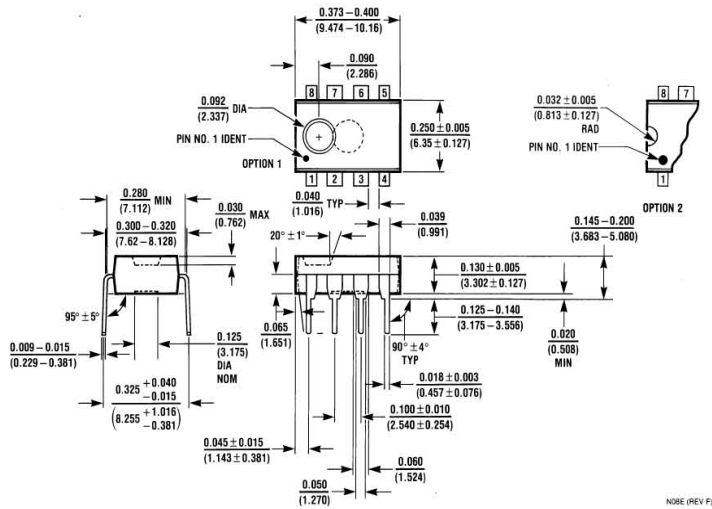 0.373 – 0.400
(9.474 – 10.16)
0.090
(2.286)
8 7 6 5
0.092
(2.337)
DIA
PIN NO. 1 IDENT
OPTION 1
0.250 ± 0.005
(6.35 ± 0.127)
1 2 3 4
0.032 ± 0.005
(0.813 ± 0.127)
RAD
PIN NO. 1 IDENT
8 7
1
OPTION 2
0.280
(7.112)
MIN
0.300 – 0.320
(7.62 – 8.128)
0.030
(0.762)
MAX
0.040
(1.016)
TYP
0.039
(0.991)
20° ± 1°
0.145 – 0.200
(3.683 – 5.080)
0.130 ± 0.005
(3.302 ± 0.127)
95° ± 5°
0.125
(3.175)
DIA
NOM
0.065
(1.651)
0.125 – 0.140
(3.175 – 3.556)
90° ± 4°
TYP
0.020
(0.508)
MIN
0.009 – 0.015
(0.229 – 0.381)
0.325 +0.040
−0.015
(8.255 +1.016
−0.381)
0.018 ± 0.003
(0.457 ± 0.076)
0.100 ± 0.010
(2.540 ± 0.254)
0.045 ± 0.015
(1.143 ± 0.381)
0.060
(1.524)
0.050
(1.270)
N08E (REV F)